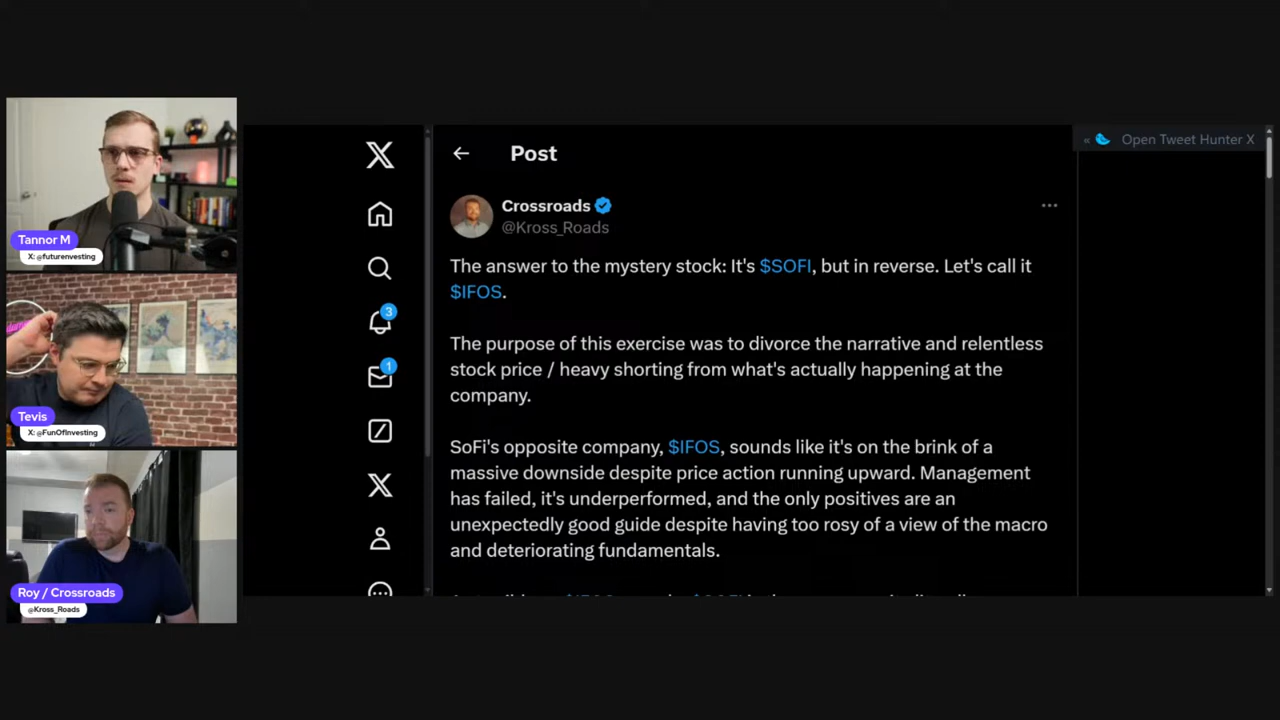 Tannor M
X: @futurenvesting
Tevis
X: @FunOfInvesting
Roy / Crossroads
@Kross_Roads
3
1
Post
« Open Tweet Hunter X
Crossroads
@Kross_Roads
The answer to the mystery stock: It's $SOFI, but in reverse. Let's call it
$IFOS.
The purpose of this exercise was to divorce the narrative and relentless
stock price / heavy shorting from what's actually happening at the
company.
SoFi's opposite company, $IFOS, sounds like it's on the brink of a
massive downside despite price action running upward. Management
has failed, it's underperformed, and the only positives are an
unexpectedly good guide despite having too rosy of a view of the macro
and deteriorating fundamentals.